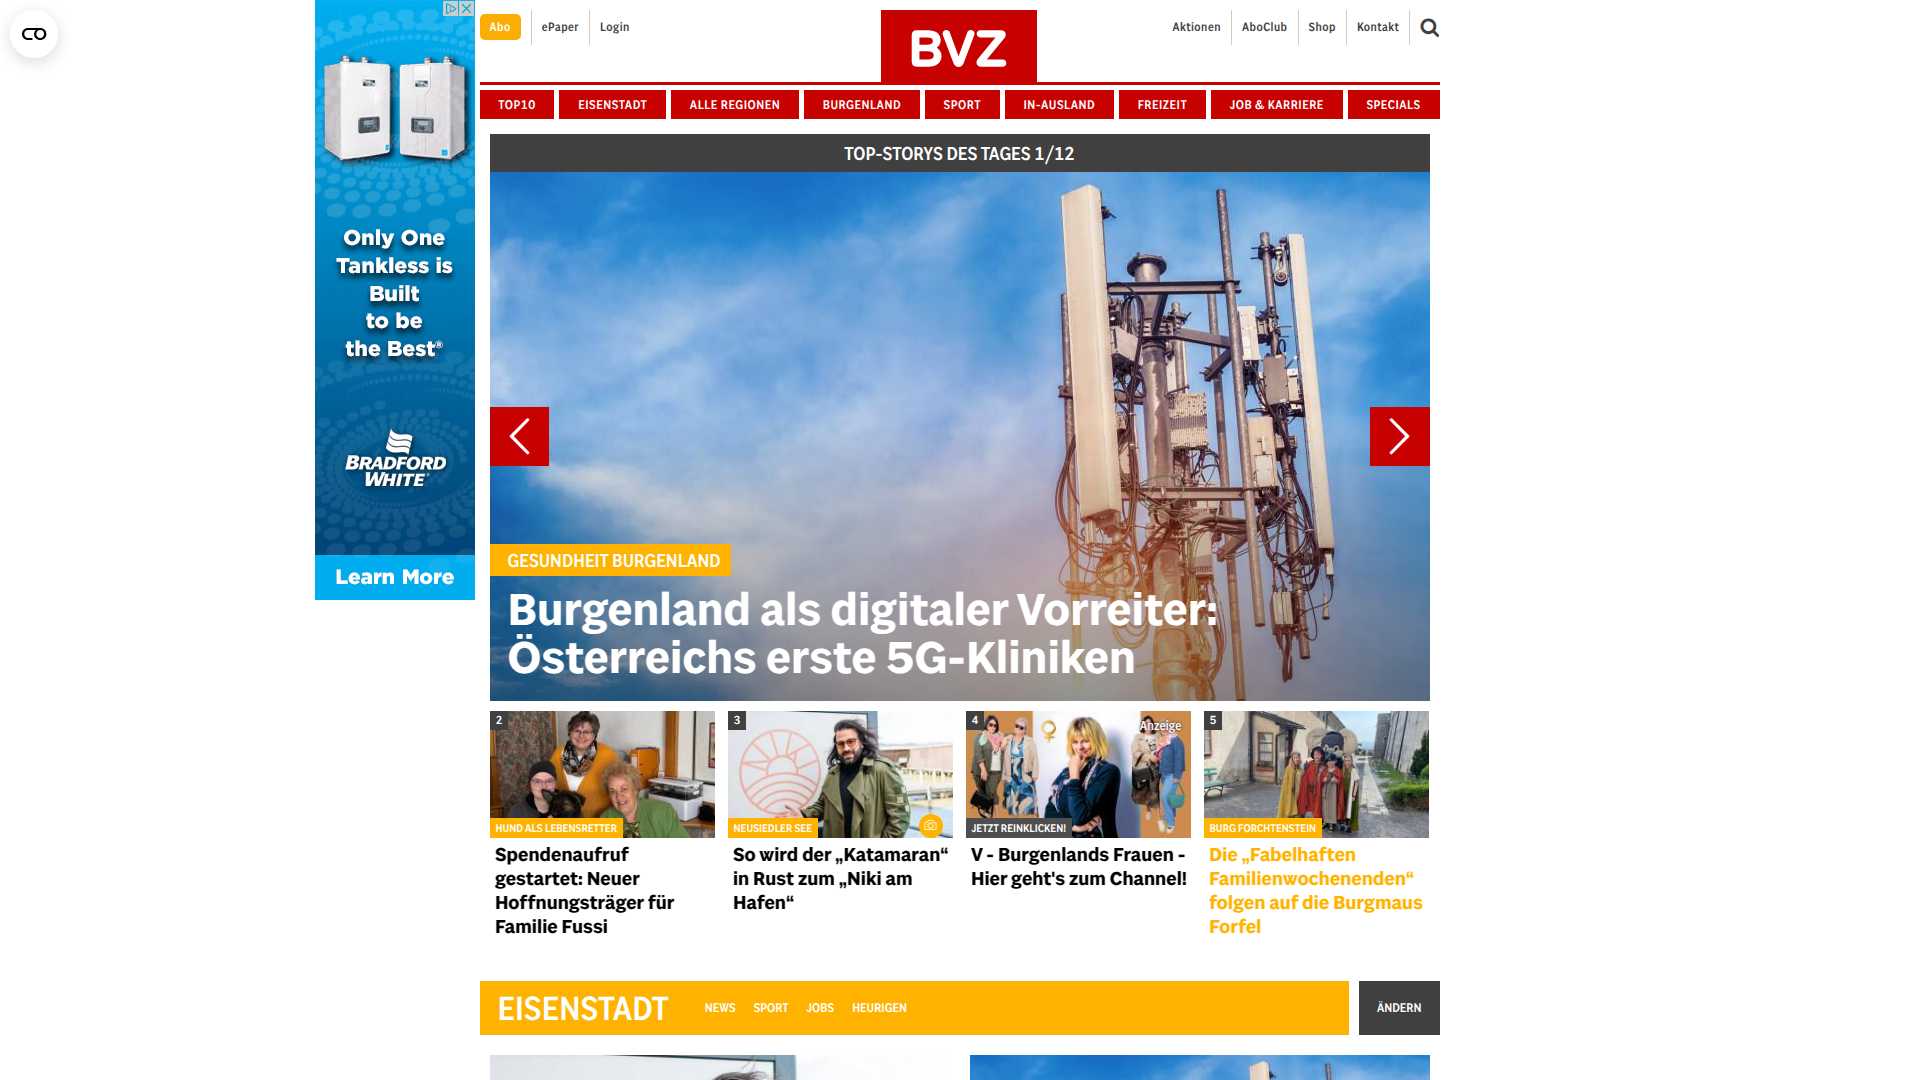 Abo
ePaper
Login
BVZ
Aktionen
AboClub
Shop
Kontakt
TOP10
EISENSTADT
ALLE REGIONEN
BURGENLAND
SPORT
IN-AUSLAND
FREIZEIT
JOB & KARRIERE
SPECIALS
Only One
Tankless is
Built
to be
the Best®
BRADFORD
WHITE
Learn More
TOP-STORYS DES TAGES 1/12
GESUNDHEIT BURGENLAND
Burgenland als digitaler Vorreiter:
Österreichs erste 5G-Kliniken
2
HUND ALS LEBENSRETTER
Spendenaufruf
gestartet: Neuer
Hoffnungsträger für
Familie Fussi
3
NEUSIEDLER SEE
So wird der „Katamaran“
in Rust zum „Niki am
Hafen“
4
Anzeige
JETZT REINKLICKEN!
V - Burgenlands Frauen -
Hier geht's zum Channel!
5
BURG FORCHTENSTEIN
Die „Fabelhaften
Familienwochenenden“
folgen auf die Burgmaus
Forfel
EISENSTADT
NEWS
SPORT
JOBS
HEURIGEN
ÄNDERN